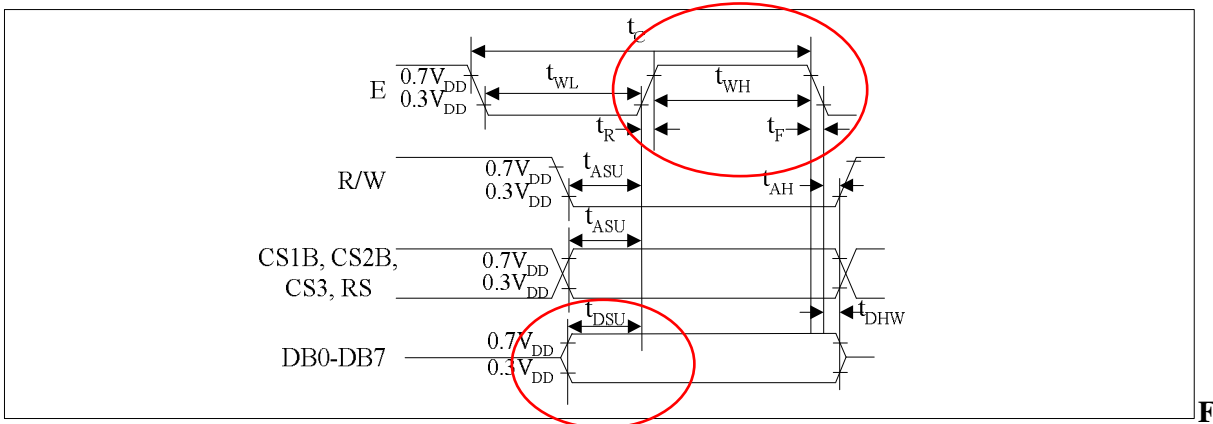 tC
0.7VDD
tWL
tWH
E
0.3VDD
tR
tF
0.7VDD
tASU
R/W
0.3VDD
tAH
tASU
CS1B, CS2B,
0.7VDD
CS3, RS
0.3VDD
tDSU
tDHW
0.7VDD
DB0-DB7
0.3VDD
F